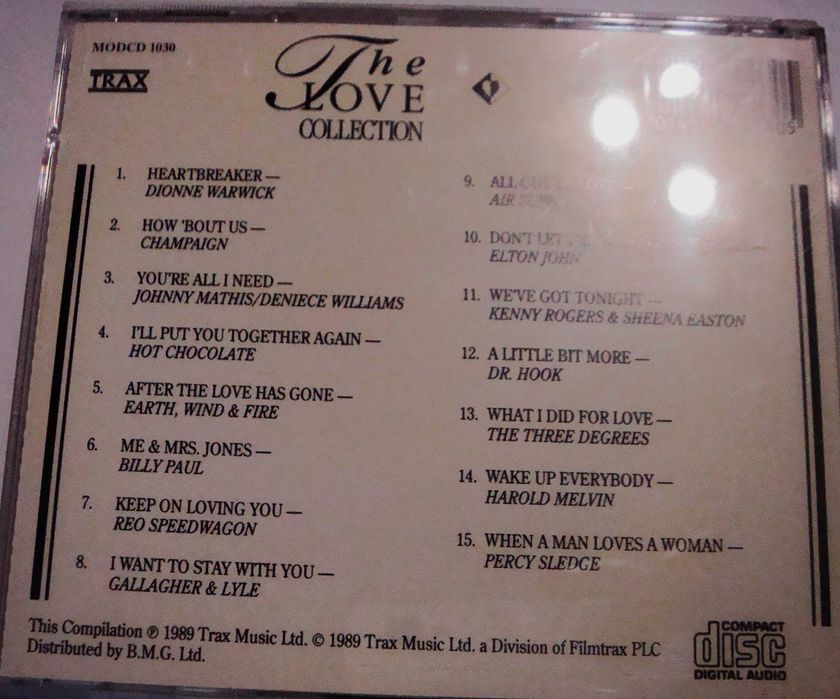 MODCD 1030
TRAX
The
LOVE
COLLECTION
1. HEARTBREAKER —
DIONNE WARWICK
2. HOW 'BOUT US —
CHAMPAIGN
3. YOU'RE ALL I NEED —
JOHNNY MATHIS/DENIECE WILLIAMS
4. I'LL PUT YOU TOGETHER AGAIN —
HOT CHOCOLATE
5. AFTER THE LOVE HAS GONE —
EARTH, WIND & FIRE
6. ME & MRS. JONES —
BILLY PAUL
7. KEEP ON LOVING YOU —
REO SPEEDWAGON
8. I WANT TO STAY WITH YOU —
GALLAGHER & LYLE
9. ALL
AIR
10. DON'T LET
ELTON JOHN
11. WE'VE GOT TONIGHT —
KENNY ROGERS & SHEENA EASTON
12. A LITTLE BIT MORE —
DR. HOOK
13. WHAT I DID FOR LOVE —
THE THREE DEGREES
14. WAKE UP EVERYBODY —
HAROLD MELVIN
15. WHEN A MAN LOVES A WOMAN —
PERCY SLEDGE
This Compilation ℗ 1989 Trax Music Ltd. © 1989 Trax Music Ltd. a Division of Filmtrax PLC
Distributed by B.M.G. Ltd.
COMPACT
disc
DIGITAL AUDIO